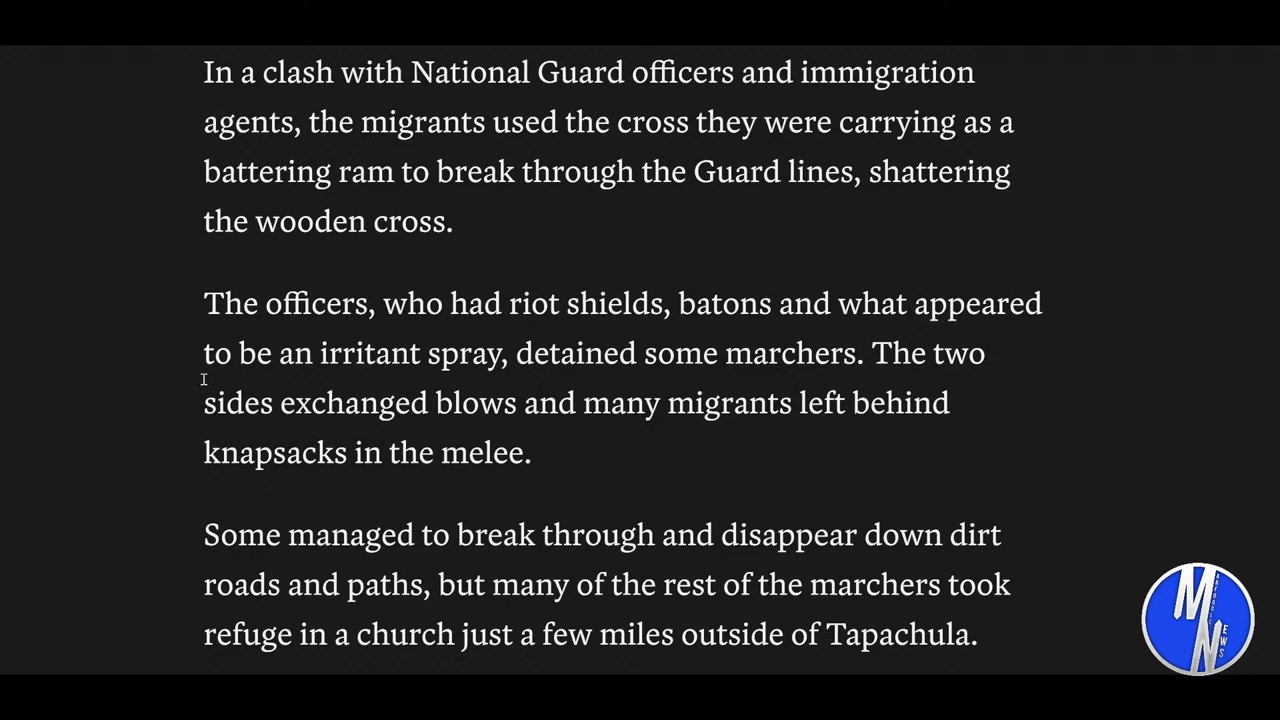 In a clash with National Guard officers and immigration
agents, the migrants used the cross they were carrying as a
battering ram to break through the Guard lines, shattering
the wooden cross.
The officers, who had riot shields, batons and what appeared
to be an irritant spray, detained some marchers. The two
sides exchanged blows and many migrants left behind
knapsacks in the melee.
Some managed to break through and disappear down dirt
roads and paths, but many of the rest of the marchers took
refuge in a church just a few miles outside of Tapachula.
M
NEWS